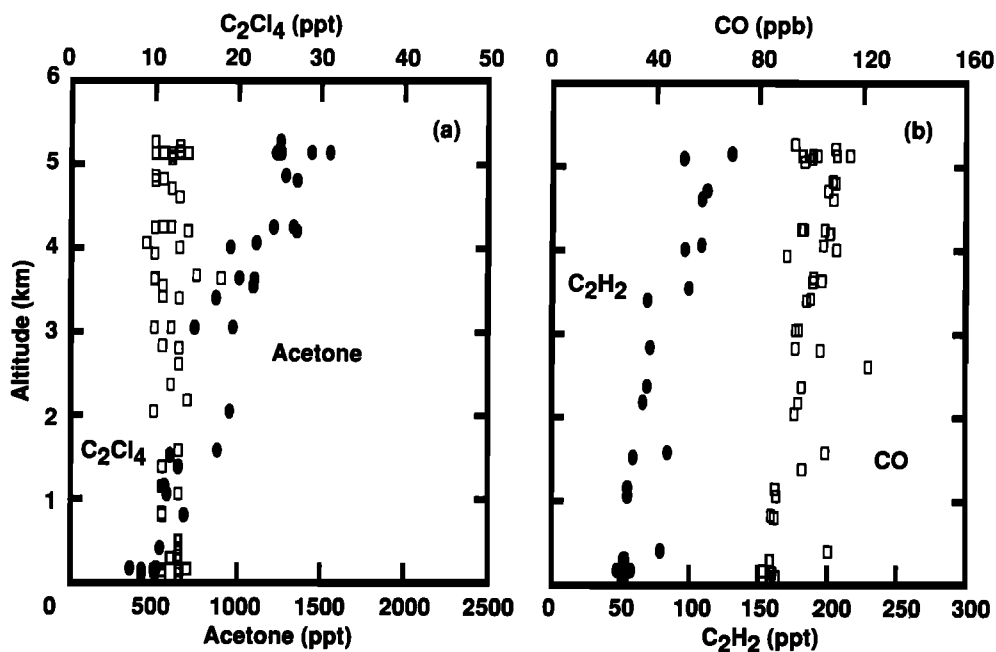 C2Cl4 (ppt)
0 10 20 30 40 50
CO (ppb)
0 40 80 120 160
6
5
4
3
2
1
0
Altitude (km)
(a)
(b)
C2H2
Acetone
C2Cl4
CO
500 1000 1500 2000 2500
Acetone (ppt)
0 50 100 150 200 250 300
C2H2 (ppt)